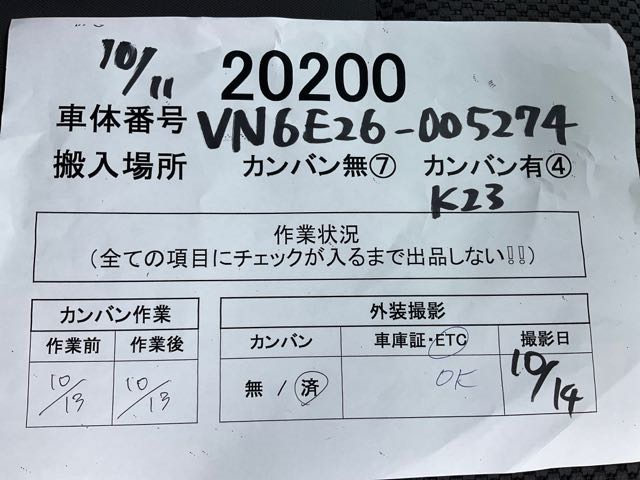 10/11 20200
車体番号 VN6E26-005274
搬入場所 カンバン無⑦ カンバン有④
K23
作業状況
(全ての項目にチェックが入るまで出品しない!!)
カンバン作業
作業前 作業後
10/13 10/13
外装撮影
カンバン 車庫証・ETC 撮影日
無 / 済 OK 10/14